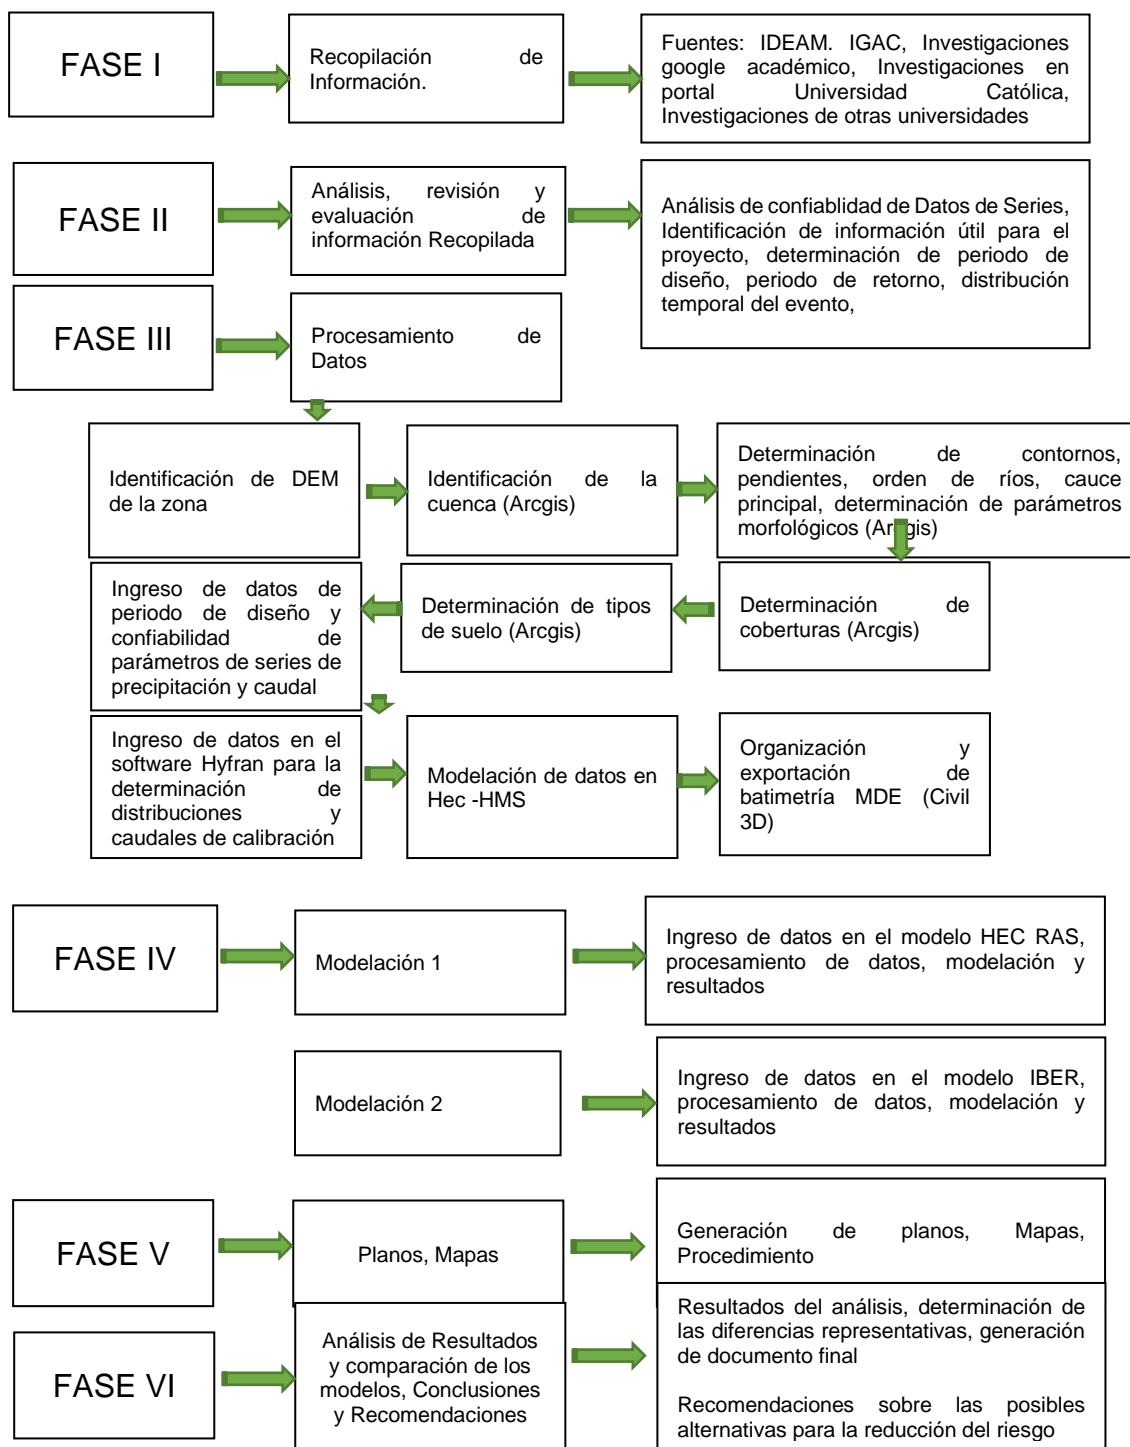 FASE I
Recopilación de
Información.
Fuentes: IDEAM. IGAC, Investigaciones
google académico, Investigaciones en
portal Universidad Católica,
Investigaciones de otras universidades
FASE II
Análisis, revisión y
evaluación de
información Recopilada
Análisis de confiablidad de Datos de Series,
Identificación de información útil para el
proyecto, determinación de periodo de
diseño, periodo de retorno, distribución
temporal del evento,
FASE III
Procesamiento de
Datos
Identificación de DEM
de la zona
Identificación de la
cuenca (Arcgis)
Determinación de contornos,
pendientes, orden de ríos, cauce
principal, determinación de parámetros
morfológicos (Arcgis)
Determinación de
coberturas (Arcgis)
Determinación de tipos
de suelo (Arcgis)
Ingreso de datos de
periodo de diseño y
confiabilidad de
parámetros de series de
precipitación y caudal
Ingreso de datos en el
software Hyfran para la
determinación de
distribuciones y
caudales de calibración
Modelación de datos en
Hec -HMS
Organización y
exportación de
batimetría MDE (Civil
3D)
FASE IV
Modelación 1
Ingreso de datos en el modelo HEC RAS,
procesamiento de datos, modelación y
resultados
Modelación 2
Ingreso de datos en el modelo IBER,
procesamiento de datos, modelación y
resultados
FASE V
Planos, Mapas
Generación de planos, Mapas,
Procedimiento
FASE VI
Análisis de Resultados
y comparación de los
modelos, Conclusiones
y Recomendaciones
Resultados del análisis, determinación de
las diferencias representativas, generación
de documento final
Recomendaciones sobre las posibles
alternativas para la reducción del riesgo